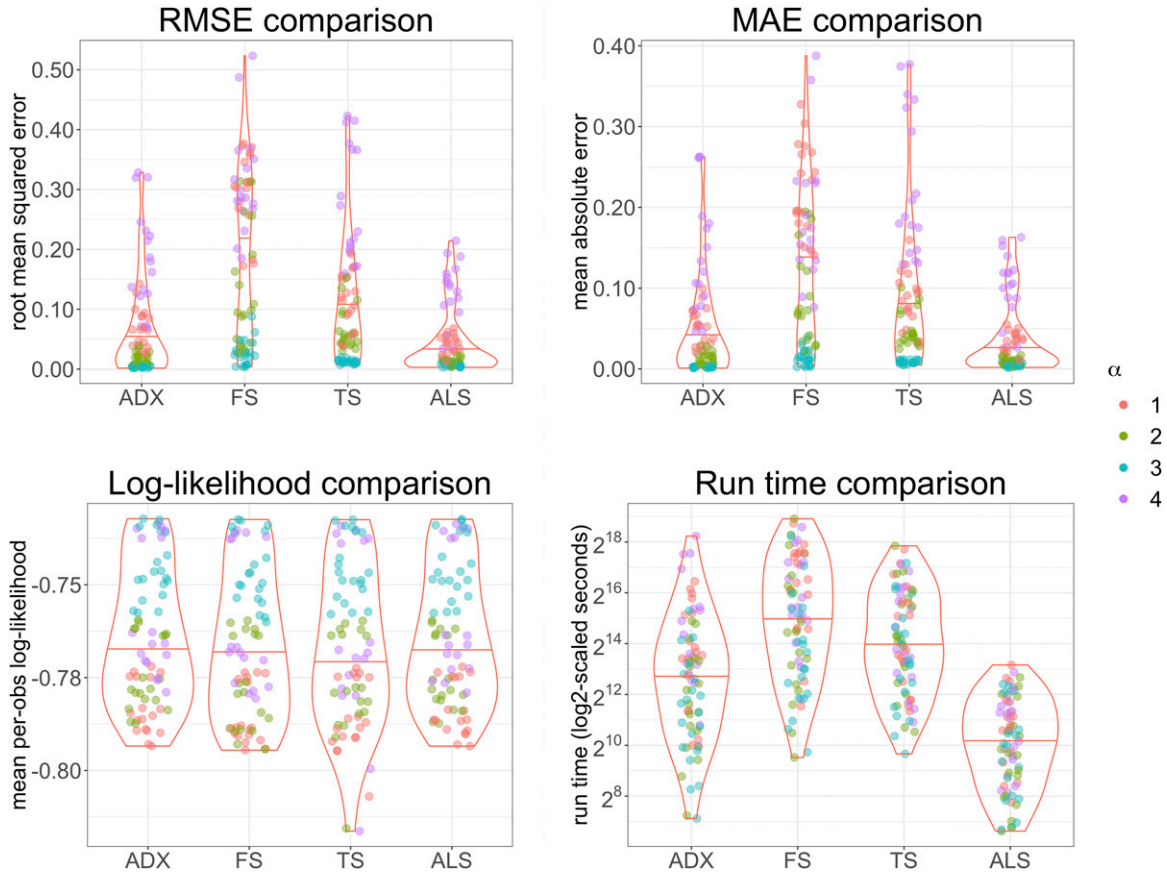 RMSE comparison
root mean squared error
0.50
0.40
0.30
0.20
0.10
0.00
ADX FS TS ALS
MAE comparison
mean absolute error
0.40
0.30
0.20
0.10
0.00
ADX FS TS ALS
α
1
2
3
4
Log-likelihood comparison
mean per-obs log-likelihood
-0.75
-0.78
-0.80
ADX FS TS ALS
Run time comparison
run time (log2-scaled seconds)
2^18
2^16
2^14
2^12
2^10
2^8
ADX FS TS ALS